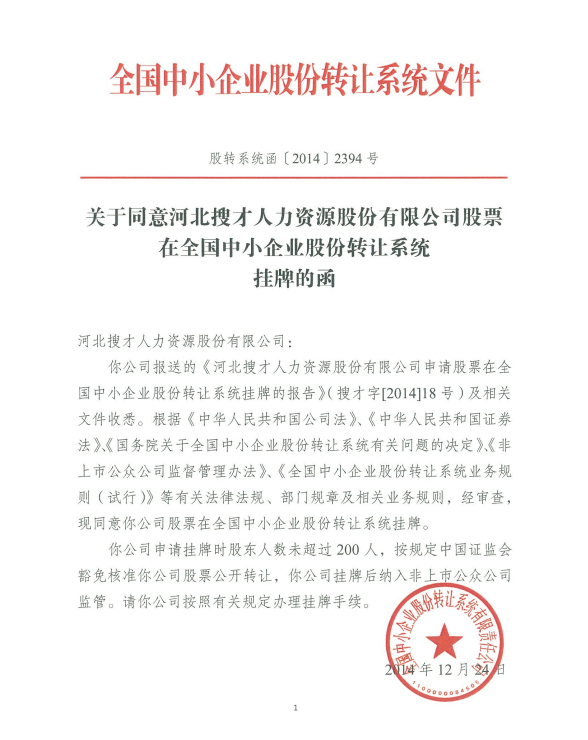 全国中小企业股份转让系统文件
股转系统函〔2014〕2394 号
关于同意河北搜才人力资源股份有限公司股票
在全国中小企业股份转让系统
挂牌的函
河北搜才人力资源股份有限公司：
你公司报送的《河北搜才人力资源股份有限公司申请股票在全
国中小企业股份转让系统挂牌的报告》（搜才字[2014]18 号）及相关
文件收悉。根据《中华人民共和国公司法》、《中华人民共和国证券
法》、《国务院关于全国中小企业股份转让系统有关问题的决定》、《非
上市公众公司监督管理办法》、《全国中小企业股份转让系统业务规
则（试行）》等有关法律法规、部门规章及相关业务规则，经审查，
现同意你公司股票在全国中小企业股份转让系统挂牌。
你公司申请挂牌时股东人数未超过 200 人，按规定中国证监会
豁免核准你公司股票公开转让，你公司挂牌后纳入非上市公众公司
监管。请你公司按照有关规定办理挂牌手续。
全国中小企业股份转让系统有限责任公司
2014 年 12 月 24 日
1